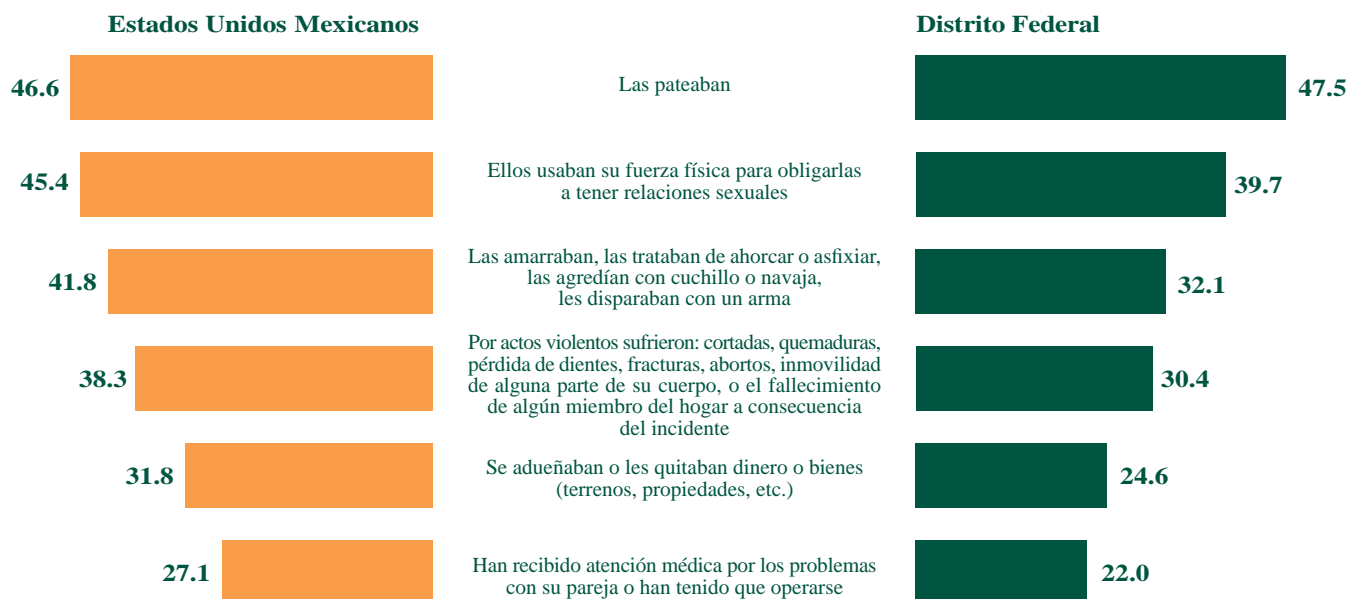 Estados Unidos Mexicanos
Distrito Federal
46.6
Las pateaban
47.5
45.4
Ellos usaban su fuerza física para obligarlas
a tener relaciones sexuales
39.7
41.8
Las amarraban, las trataban de ahorcar o asfixiar,
las agredían con cuchillo o navaja,
les disparaban con un arma
32.1
38.3
Por actos violentos sufrieron: cortadas, quemaduras,
pérdida de dientes, fracturas, abortos, inmovilidad
de alguna parte de su cuerpo, o el fallecimiento
de algún miembro del hogar a consecuencia
del incidente
30.4
31.8
Se adueñaban o les quitaban dinero o bienes
(terrenos, propiedades, etc.)
24.6
27.1
Han recibido atención médica por los problemas
con su pareja o han tenido que operarse
22.0